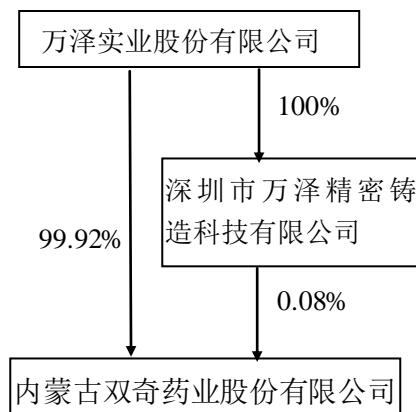 万泽实业股份有限公司
100%
深圳市万泽精密铸
造科技有限公司
99.92%
0.08%
内蒙古双奇药业股份有限公司